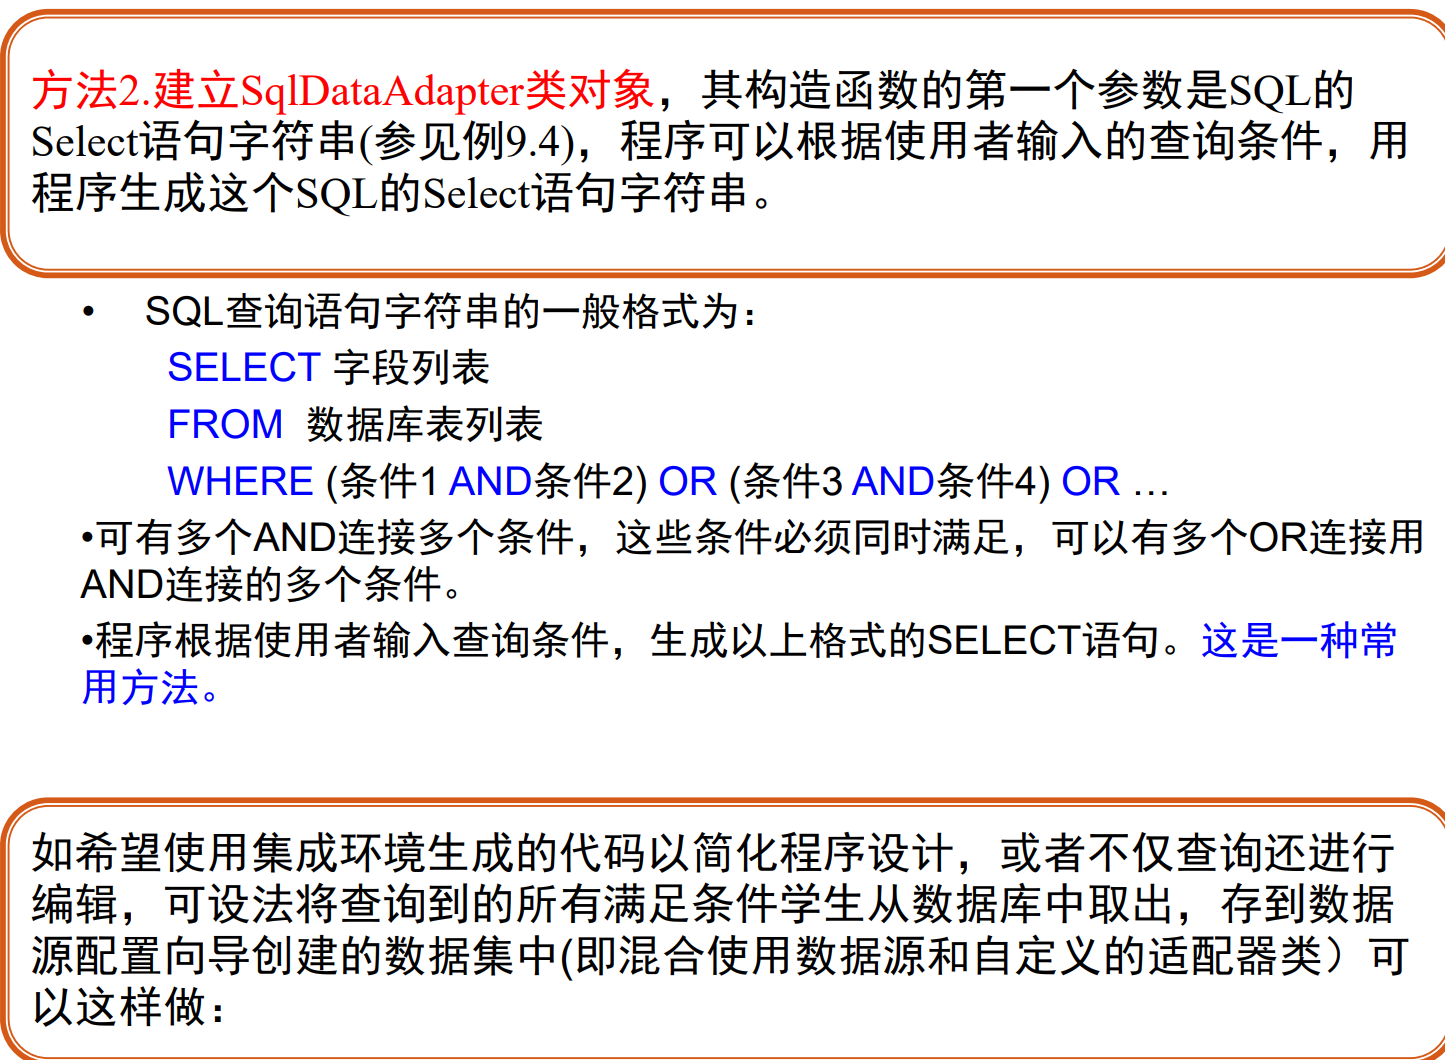 方法2.建立SqlDataAdapter类对象，其构造函数的第一个参数是SQL的
Select语句字符串(参见例9.4)，程序可以根据使用者输入的查询条件，用
程序生成这个SQL的Select语句字符串。
• SQL查询语句字符串的一般格式为：
SELECT 字段列表
FROM 数据库表列表
WHERE (条件1 AND条件2) OR (条件3 AND条件4) OR …
•可有多个AND连接多个条件，这些条件必须同时满足，可以有多个OR连接用
AND连接的多个条件。
•程序根据使用者输入查询条件，生成以上格式的SELECT语句。这是一种常
用方法。
如希望使用集成环境生成的代码以简化程序设计，或者不仅查询还进行
编辑，可设法将查询到的所有满足条件学生从数据库中取出，存到数据
源配置向导创建的数据集中(即混合使用数据源和自定义的适配器类）可
以这样做：